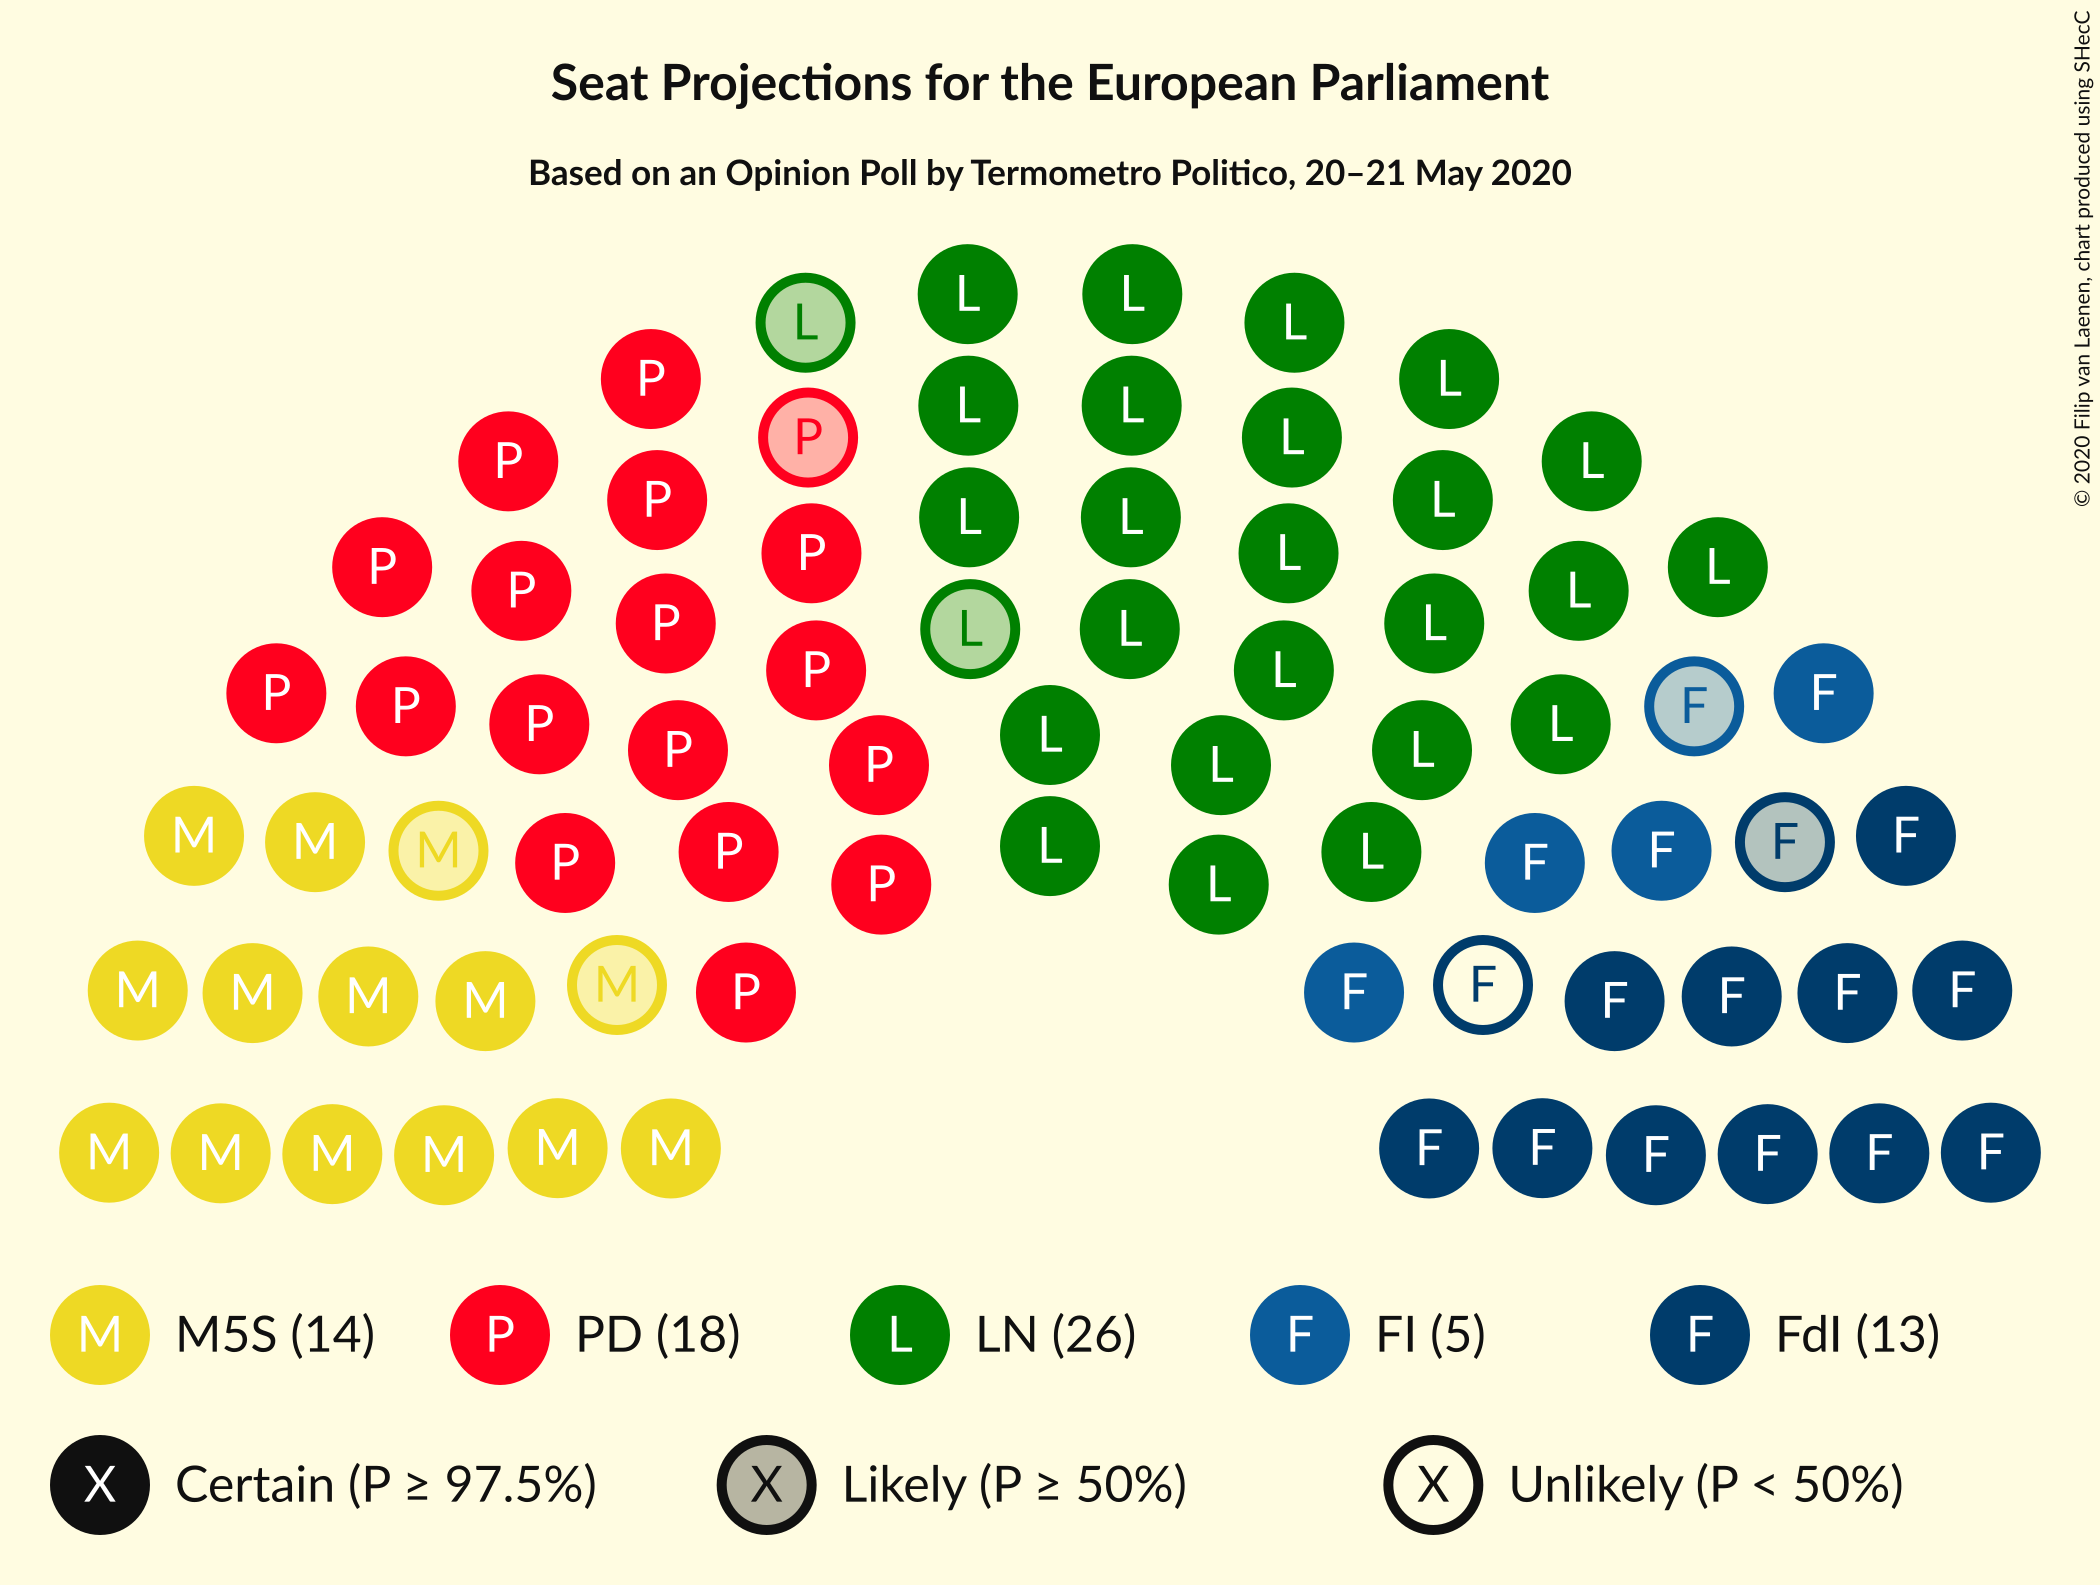 Seat Projections for the European Parliament
Based on an Opinion Poll by Termometro Politico, 20–21 May 2020
© 2020 Filip van Laenen, chart produced using SHecC
L L
L L
P L
L L
P P L
P L
P L
L L
P P
P L
P L
P L
L L
P L
P L
P F
P F
P L
P L
L
P L
M F
M F
M F
P L
M F
P F
P L
M F
M F
M F
M F
M F
P F
M M M M M M F F F F F F
M M5S (14) P PD (18) L LN (26) F FI (5) F FdI (13)
X Certain (P ≥ 97.5%) X Likely (P ≥ 50%) X Unlikely (P < 50%)